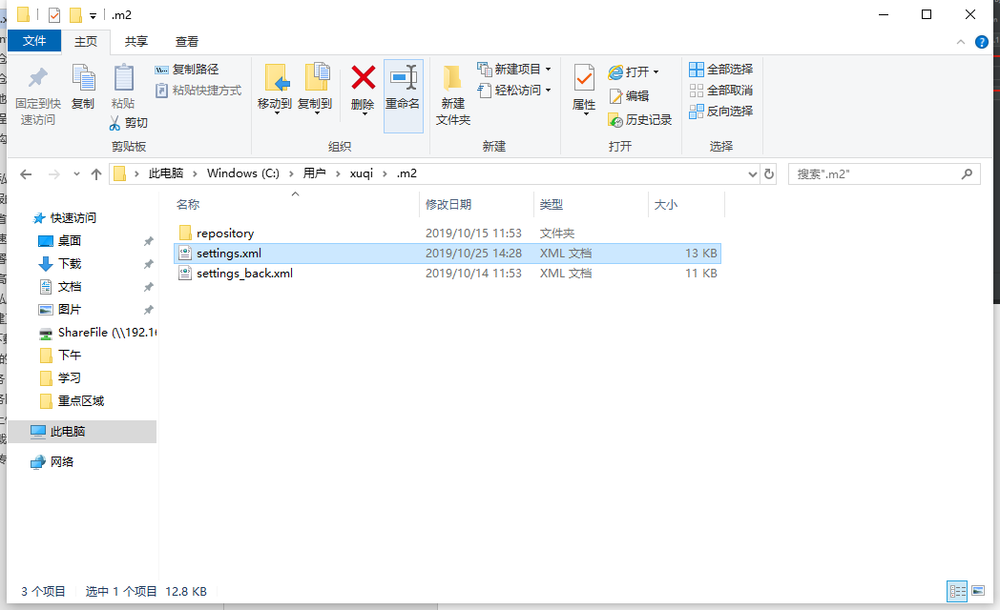 .m2
文件 主页 共享 查看
固定到快速访问
复制
粘贴
复制路径
粘贴快捷方式
剪切
剪贴板
移动到
复制到
删除
重命名
组织
新建文件夹
新建项目
轻松访问
新建
属性
打开
编辑
历史记录
打开
全部选择
全部取消
反向选择
选择
此电脑 Windows (C:) 用户 xuqi .m2
搜索".m2"
名称 修改日期 类型 大小
repository 2019/10/15 11:53 文件夹
settings.xml 2019/10/25 14:28 XML 文档 13 KB
settings_back.xml 2019/10/14 11:53 XML 文档 11 KB
快速访问
桌面
下载
文档
图片
ShareFile (\\192.16
下午
学习
重点区域
此电脑
网络
3 个项目 选中 1 个项目 12.8 KB